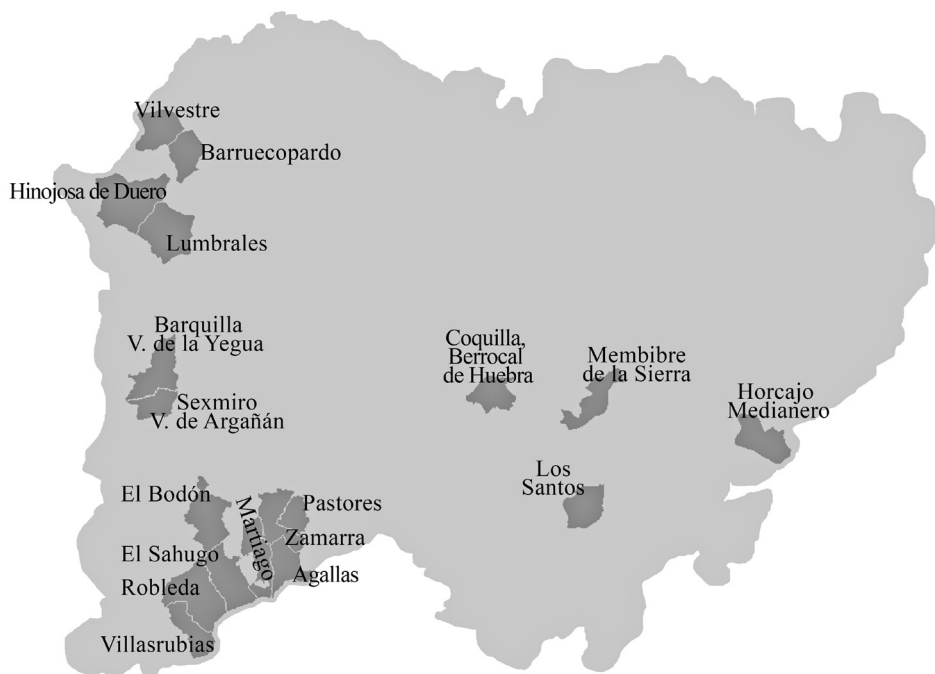 Vilvestre
Barruecopardo
Hinojosa de Duero
Lumbrales
Barquilla
V. de la Yegua
Sexmiro
V. de Argañán
Coquilla,
Berrocal
de Huebra
Membibre
de la Sierra
Horcajo
Medianero
Los
Santos
El Bodón
Martiago
Pastores
Zamarra
El Sahugo
Agallas
Robleda
Villasrubias